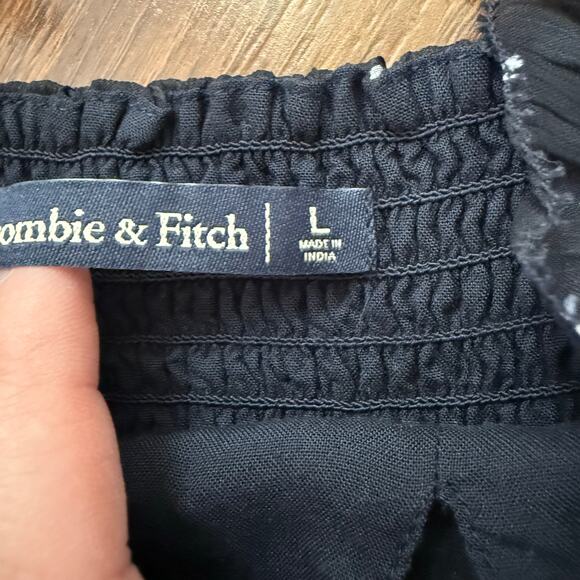 ombie & Fitch
L
MADE IN
INDIA